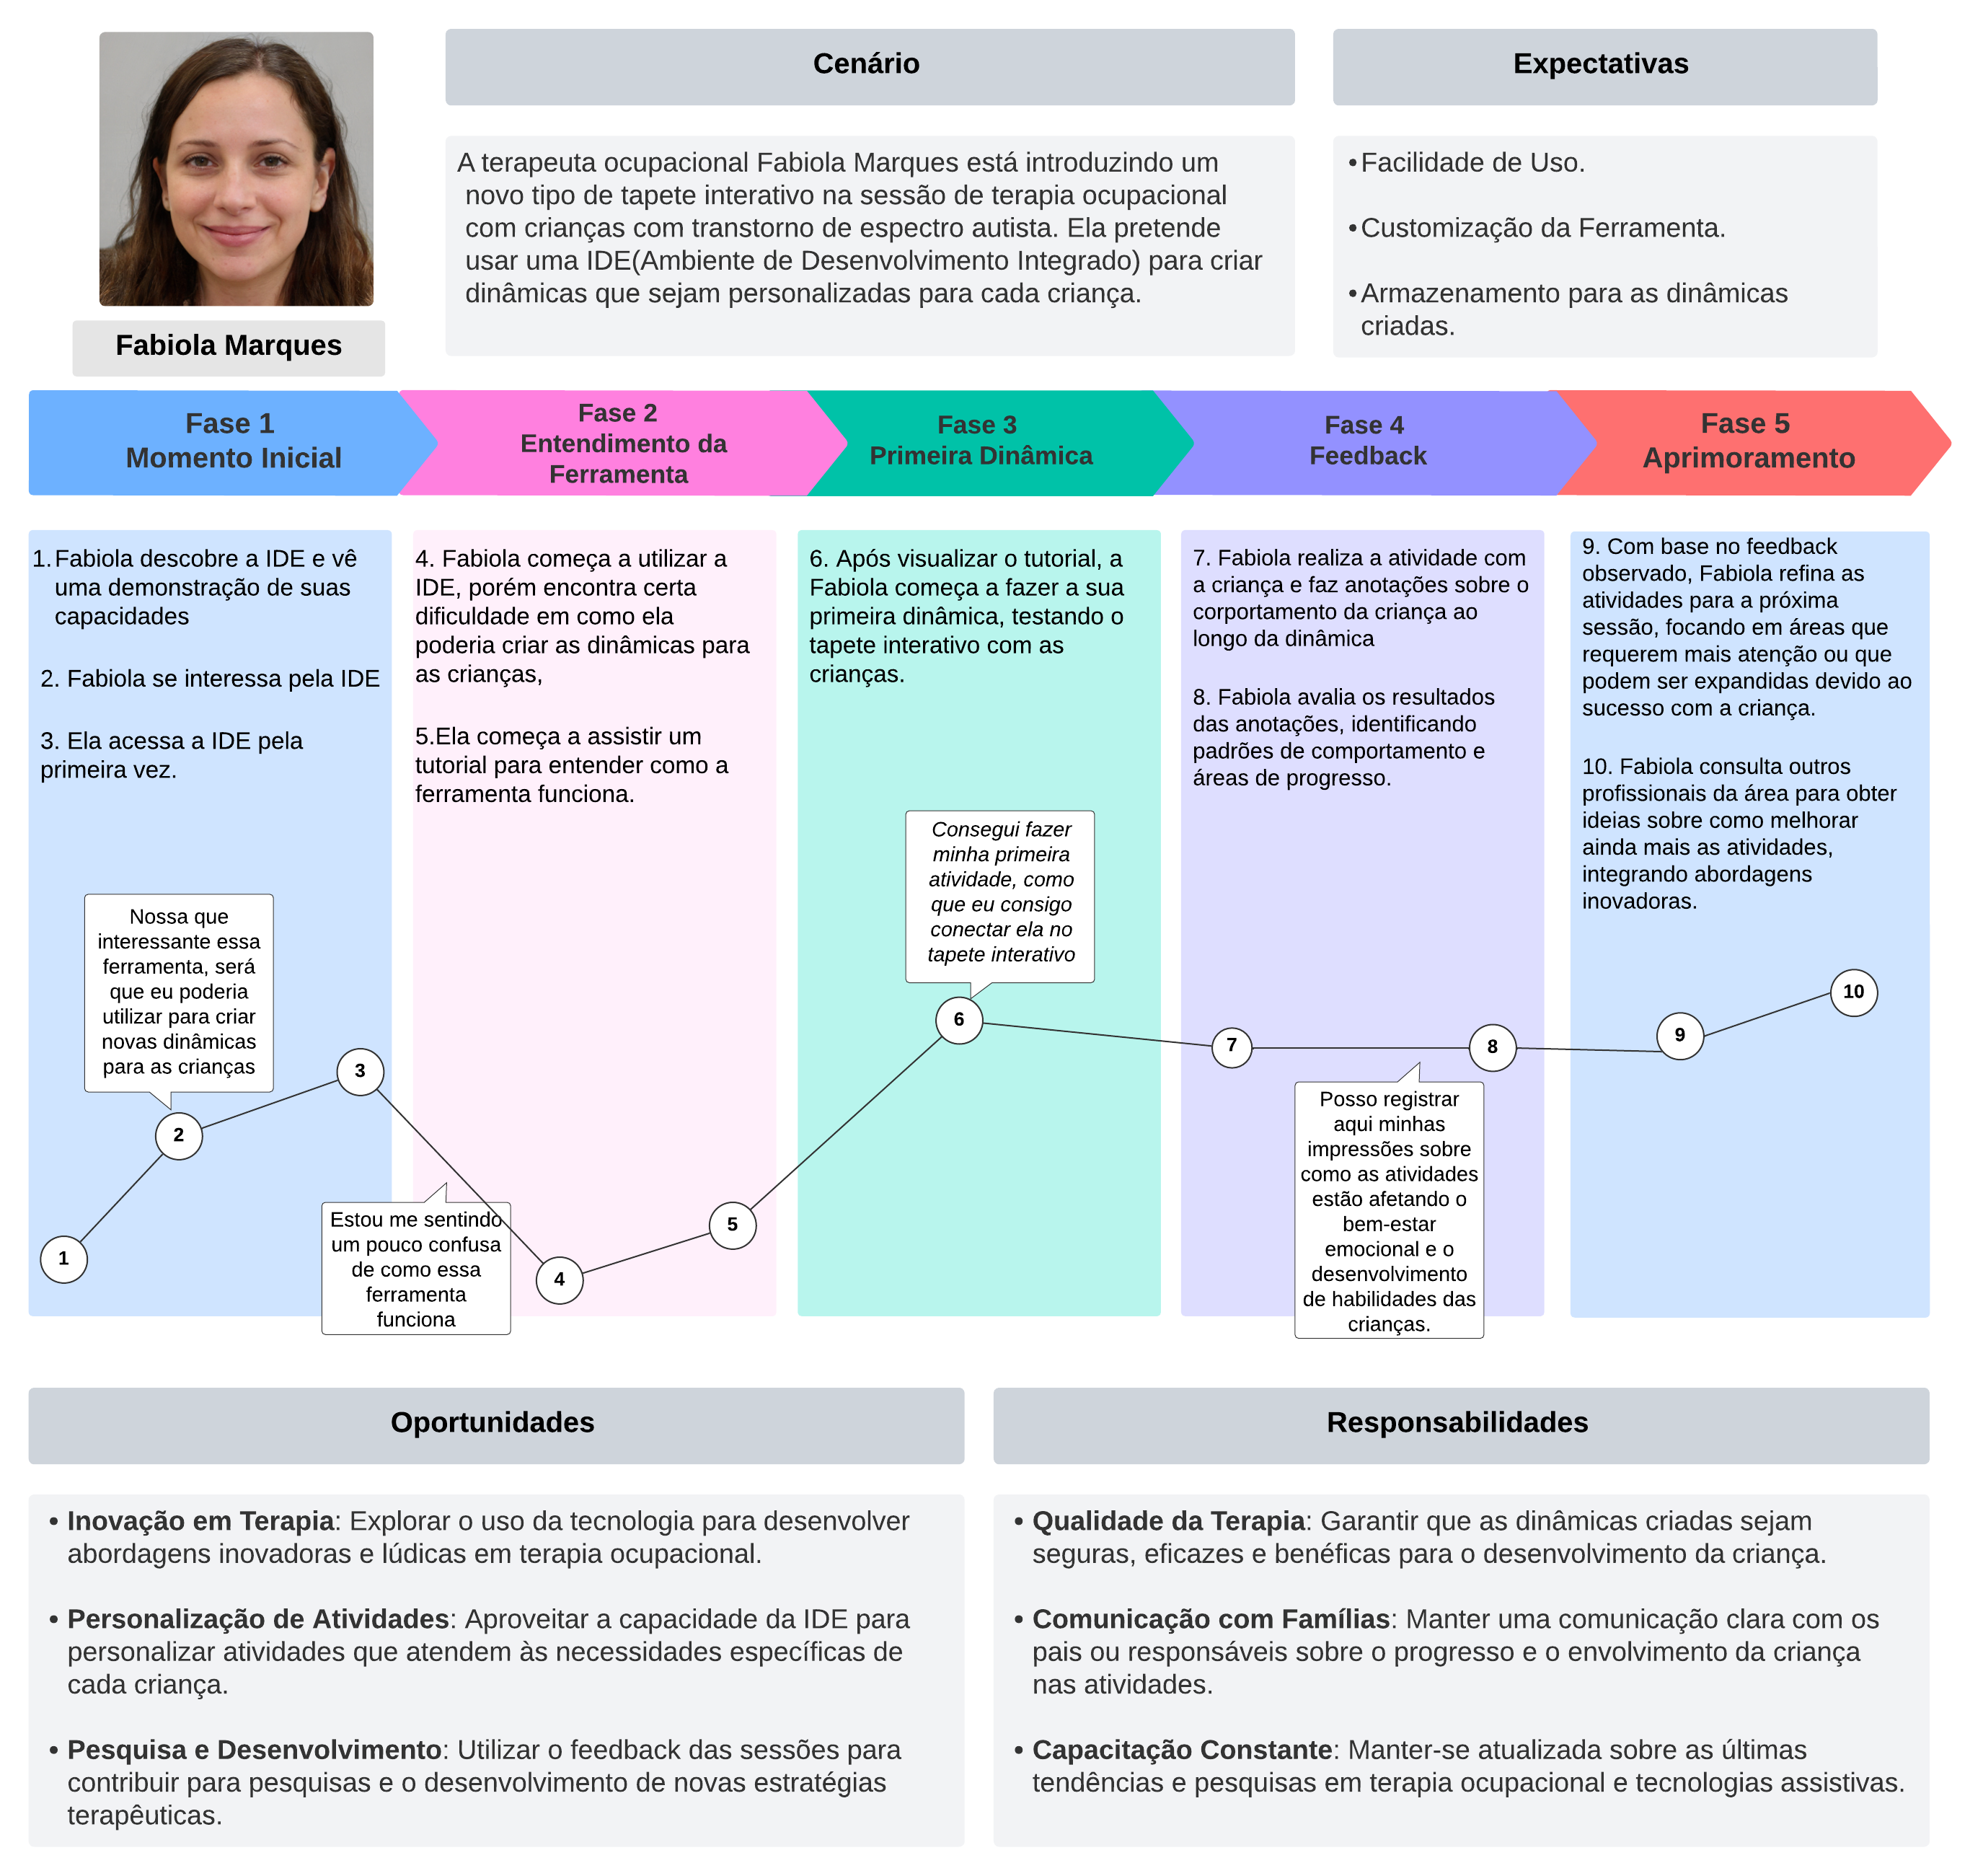 Cenário
Expectativas
A terapeuta ocupacional Fabiola Marques está introduzindo um
novo tipo de tapete interativo na sessão de terapia ocupacional
com crianças com transtorno de espectro autista. Ela pretende
usar uma IDE(Ambiente de Desenvolvimento Integrado) para criar
dinâmicas que sejam personalizadas para cada criança.
•Facilidade de Uso.
•Customização da Ferramenta.
•Armazenamento para as dinâmicas
criadas.
Fabiola Marques
Fase 1
Momento Inicial
Fase 2
Entendimento da
Ferramenta
Fase 3
Primeira Dinâmica
Fase 4
Feedback
Fase 5
Aprimoramento
1. Fabiola descobre a IDE e vê
uma demonstração de suas
capacidades
2. Fabiola se interessa pela IDE
3. Ela acessa a IDE pela
primeira vez.
4. Fabiola começa a utilizar a
IDE, porém encontra certa
dificuldade em como ela
poderia criar as dinâmicas para
as crianças,
5.Ela começa a assistir um
tutorial para entender como a
ferramenta funciona.
6. Após visualizar o tutorial, a
Fabiola começa a fazer a sua
primeira dinâmica, testando o
tapete interativo com as
crianças.
7. Fabiola realiza a atividade com
a criança e faz anotações sobre o
corportamento da criança ao
longo da dinâmica
8. Fabiola avalia os resultados
das anotações, identificando
padrões de comportamento e
áreas de progresso.
9. Com base no feedback
observado, Fabiola refina as
atividades para a próxima
sessão, focando em áreas que
requerem mais atenção ou que
podem ser expandidas devido ao
sucesso com a criança.
10. Fabiola consulta outros
profissionais da área para obter
ideias sobre como melhorar
ainda mais as atividades,
integrando abordagens
inovadoras.
Nossa que
interessante essa
ferramenta, será
que eu poderia
utilizar para criar
novas dinâmicas
para as crianças
Estou me sentindo
um pouco confusa
de como essa
ferramenta
funciona
Consegui fazer
minha primeira
atividade, como
que eu consigo
conectar ela no
tapete interativo
Posso registrar
aqui minhas
impressões sobre
como as atividades
estão afetando o
bem-estar
emocional e o
desenvolvimento
de habilidades das
crianças.
1
2
3
4
5
6
7
8
9
10
Oportunidades
• Inovação em Terapia: Explorar o uso da tecnologia para desenvolver
abordagens inovadoras e lúdicas em terapia ocupacional.
• Personalização de Atividades: Aproveitar a capacidade da IDE para
personalizar atividades que atendem às necessidades específicas de
cada criança.
• Pesquisa e Desenvolvimento: Utilizar o feedback das sessões para
contribuir para pesquisas e o desenvolvimento de novas estratégias
terapêuticas.
Responsabilidades
• Qualidade da Terapia: Garantir que as dinâmicas criadas sejam
seguras, eficazes e benéficas para o desenvolvimento da criança.
• Comunicação com Famílias: Manter uma comunicação clara com os
pais ou responsáveis sobre o progresso e o envolvimento da criança
nas atividades.
• Capacitação Constante: Manter-se atualizada sobre as últimas
tendências e pesquisas em terapia ocupacional e tecnologias assistivas.